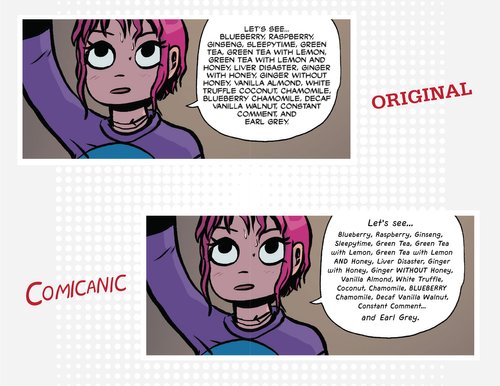 LET'S SEE...
BLUEBERRY, RASPBERRY,
GINSENG, SLEEPYTIME, GREEN
TEA, GREEN TEA WITH LEMON,
GREEN TEA WITH LEMON AND
HONEY, LIVER DISASTER, GINGER
WITH HONEY, GINGER WITHOUT
HONEY, VANILLA ALMOND, WHITE
TRUFFLE COCONUT, CHAMOMILE,
BLUEBERRY CHAMOMILE, DECAF
VANILLA WALNUT, CONSTANT
COMMENT, AND
EARL GREY.
ORIGINAL
Let's see...
Blueberry, Raspberry, Ginseng,
Sleepytime, Green Tea, Green Tea
with Lemon, Green Tea with Lemon
AND Honey, Liver Disaster, Ginger
with Honey, Ginger WITHOUT Honey,
Vanilla Almond, White Truffle,
Coconut, Chamomile, BLUEBERRY
Chamomile, Decaf Vanilla Walnut,
Constant Comment...
and Earl Grey.
COMICANIC